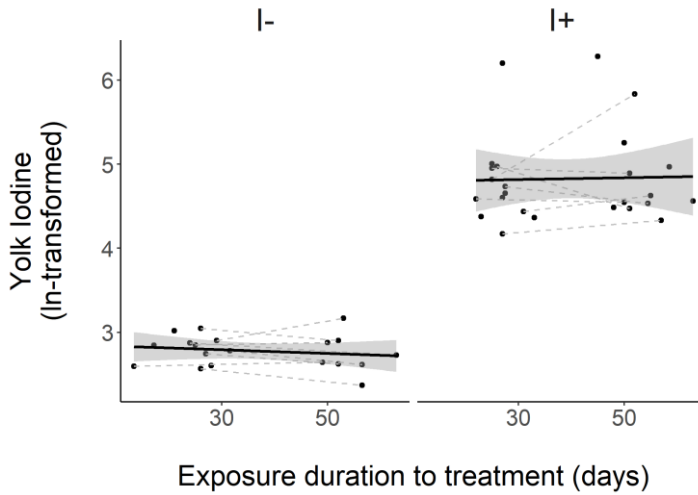 I- I+
6
5
4
3
Yolk Iodine
(ln-transformed)
30 50 30 50
Exposure duration to treatment (days)